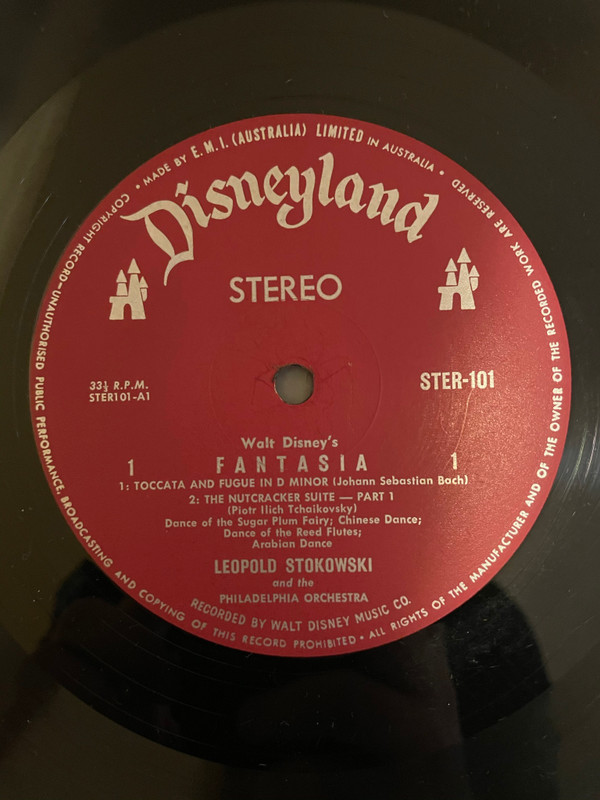 • MADE BY E.M.I. (AUSTRALIA) LIMITED IN AUSTRALIA •
Disneyland
STEREO
33⅓ R.P.M.
STER101-A1
STER-101
Walt Disney's
1 FANTASIA 1
1: TOCCATA AND FUGUE IN D MINOR (Johann Sebastian Bach)
2: THE NUTCRACKER SUITE — PART 1
(Piotr Ilich Tchaikovsky)
Dance of the Sugar Plum Fairy; Chinese Dance;
Dance of the Reed Flutes;
Arabian Dance
LEOPOLD STOKOWSKI
and the
PHILADELPHIA ORCHESTRA
RECORDED BY WALT DISNEY MUSIC CO.
COPYRIGHT RECORD—UNAUTHORISED PUBLIC PERFORMANCE, BROADCASTING AND COPYING OF THIS RECORD PROHIBITED • ALL RIGHTS OF THE MANUFACTURER AND OF THE OWNER OF THE RECORDED WORK ARE RESERVED